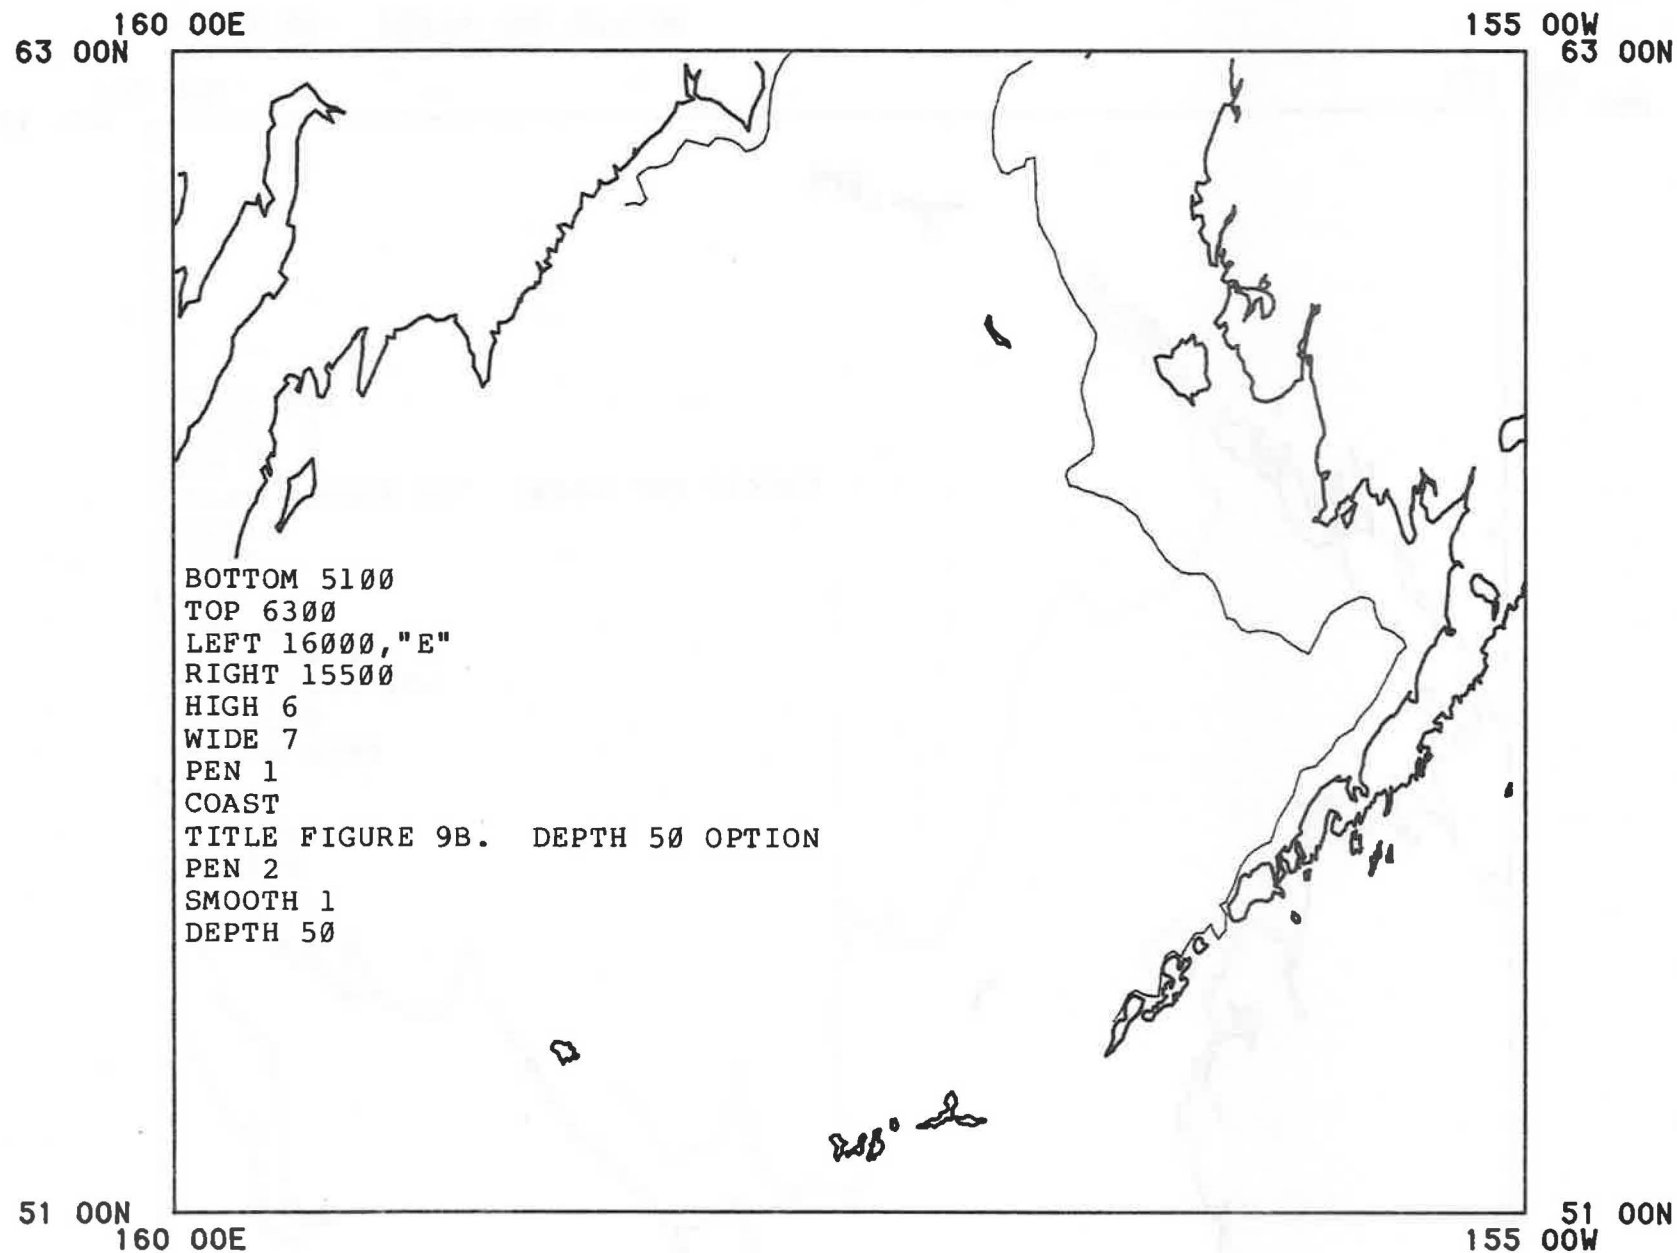 160 00E
155 00W
63 00N
63 00N
BOTTOM 5100
TOP 6300
LEFT 16000,"E"
RIGHT 15500
HIGH 6
WIDE 7
PEN 1
COAST
TITLE FIGURE 9B.  DEPTH 50 OPTION
PEN 2
SMOOTH 1
DEPTH 50
51 00N
51 00N
160 00E
155 00W